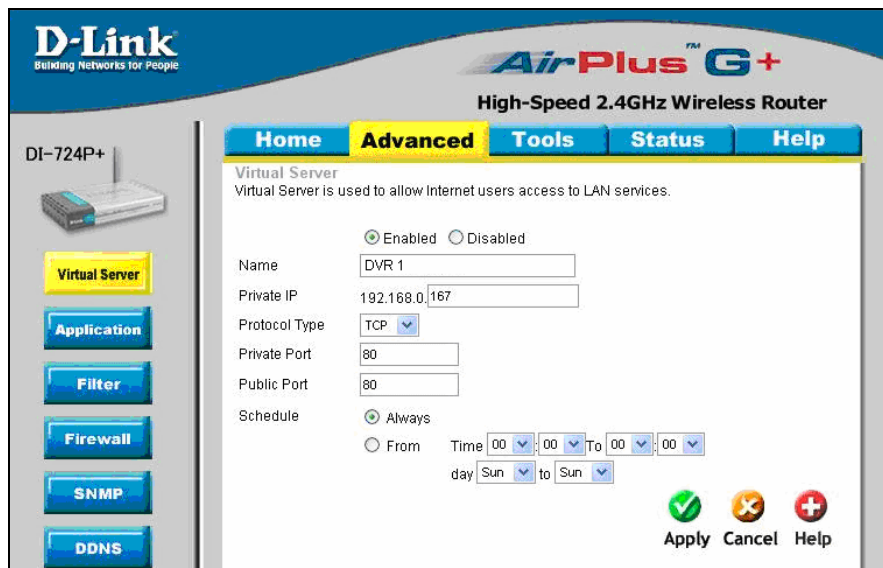 D-Link
Building Networks for People
AirPlus™ G+
High-Speed 2.4GHz Wireless Router
DI-724P+
Home Advanced Tools Status Help
Virtual Server
Application
Filter
Firewall
SNMP
DDNS
Virtual Server
Virtual Server is used to allow Internet users access to LAN services.
Enabled Disabled
Name DVR 1
Private IP 192.168.0. 167
Protocol Type TCP
Private Port 80
Public Port 80
Schedule Always
From Time 00 : 00 To 00 : 00
day Sun to Sun
Apply Cancel Help